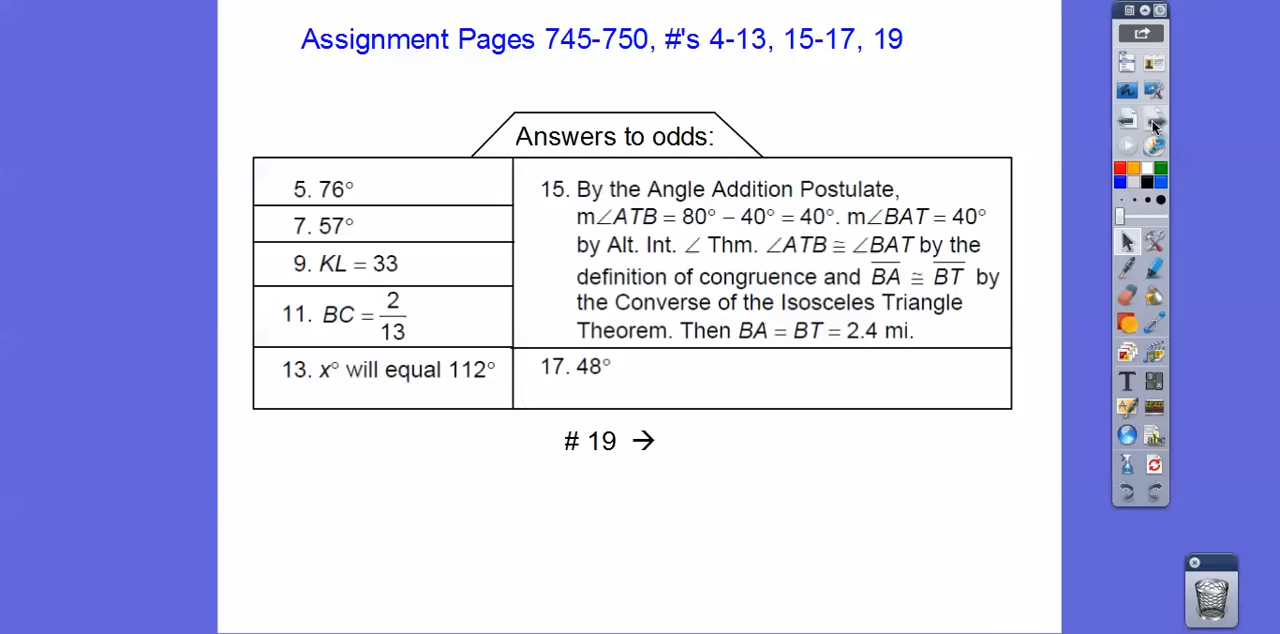 Assignment Pages 745-750, #'s 4-13, 15-17, 19
Answers to odds:
5. 76°
7. 57°
9. KL = 33
11. BC = 2/13
13. x° will equal 112°
15. By the Angle Addition Postulate,
m∠ATB = 80° – 40° = 40°. m∠BAT = 40°
by Alt. Int. ∠ Thm. ∠ATB ≅ ∠BAT by the
definition of congruence and B̅A̅ ≅ B̅T̅ by
the Converse of the Isosceles Triangle
Theorem. Then BA = BT = 2.4 mi.
17. 48°
# 19 →